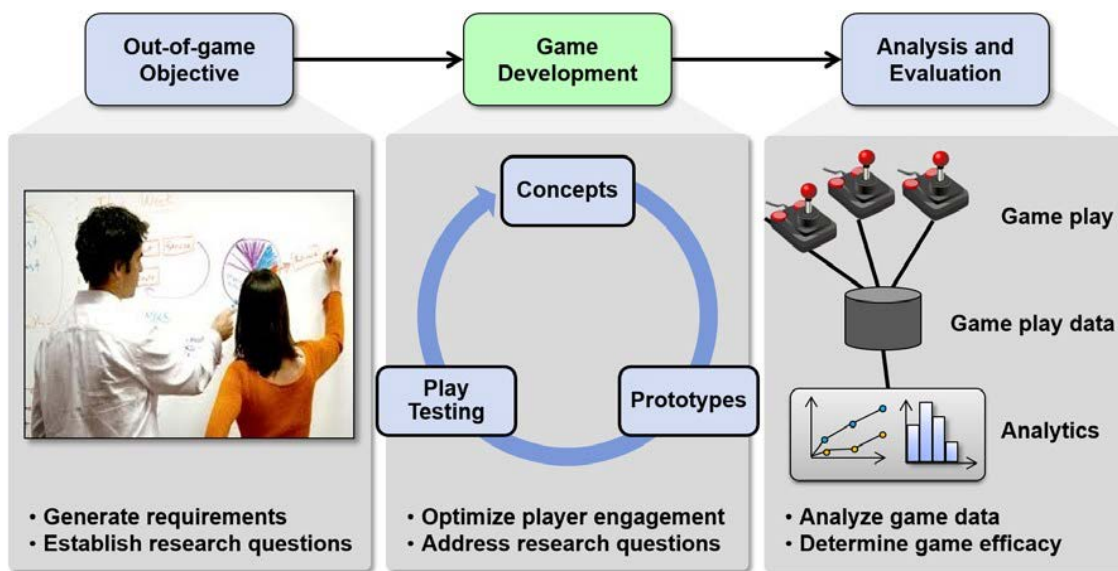 Out-of-game
Objective
Game
Development
Analysis and
Evaluation
Concepts
Play
Testing
Prototypes
Game play
Game play data
Analytics
• Generate requirements
• Establish research questions
• Optimize player engagement
• Address research questions
• Analyze game data
• Determine game efficacy